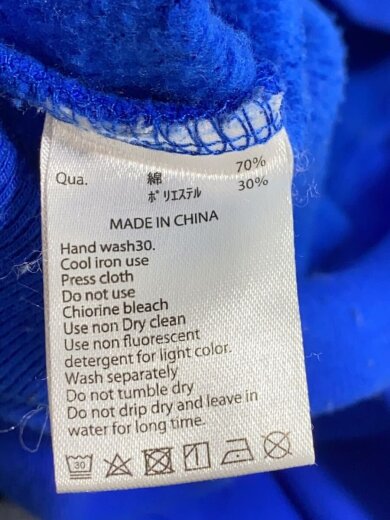 Qua. 綿 70%
ポリエステル 30%
MADE IN CHINA
Hand wash30.
Cool iron use
Press cloth
Do not use
Chiorine bleach
Use non Dry clean
Use non fluorescent
detergent for light color.
Wash separately
Do not tumble dry
Do not drip dry and leave in
water for long time.
30